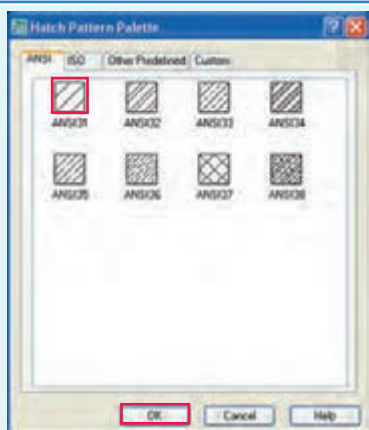 Hatch Pattern Palette
ANSI ISO Other Predefined Custom
ANSI31 ANSI32 ANSI33 ANSI34
ANSI35 ANSI36 ANSI37 ANSI38
OK Cancel Help